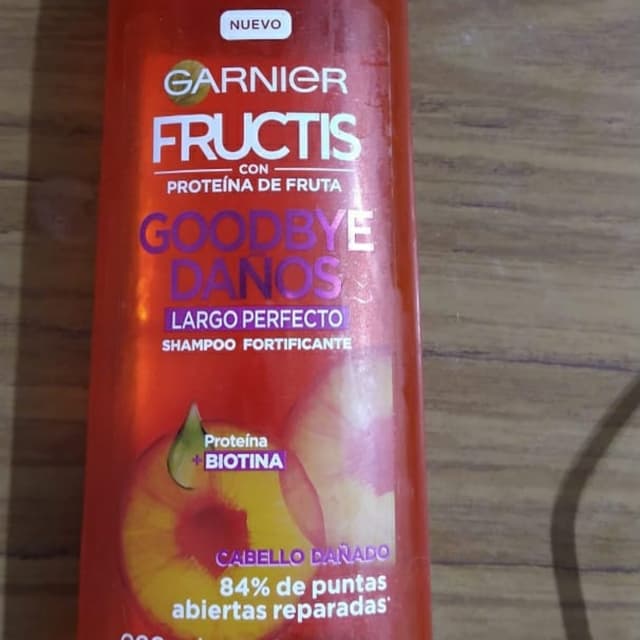 NUEVO
GARNIER
FRUCTIS
CON
PROTEÍNA DE FRUTA
GOODBYE
DAÑOS
LARGO PERFECTO
SHAMPOO FORTIFICANTE
Proteína
+ BIOTINA
CABELLO DAÑADO
84% de puntas
abiertas reparadas*